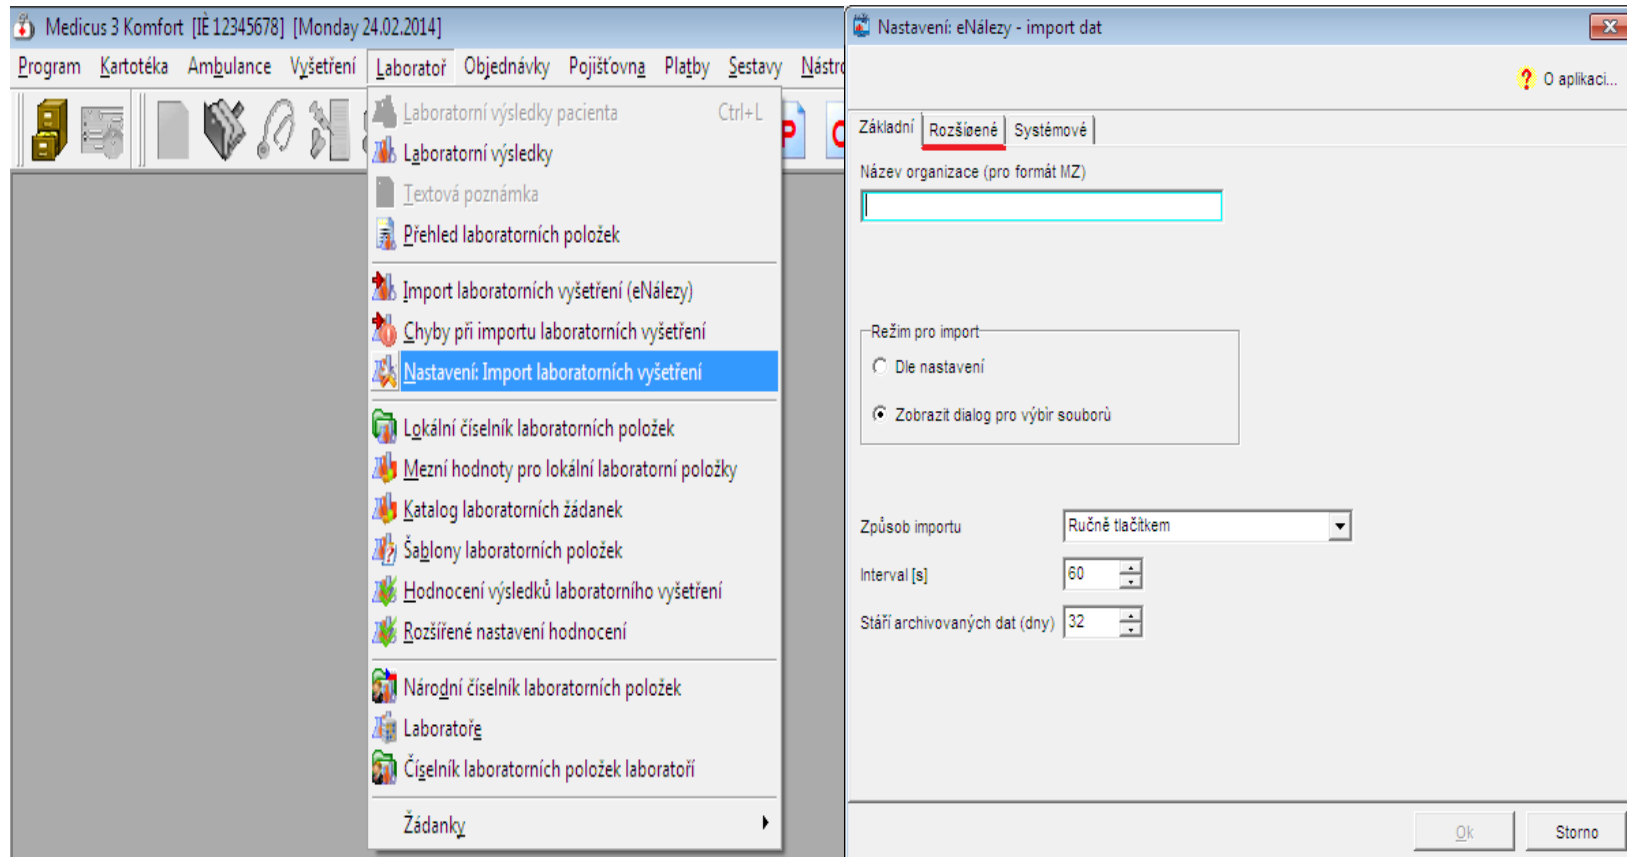 Medicus 3 Komfort [IÈ 12345678] [Monday 24.02.2014]
Program Kartotéka Ambulance Vyšetření Laboratoř Objednávky Pojišťovna Platby Sestavy Nástro
Laboratorní výsledky pacienta Ctrl+L
Laboratorní výsledky
Textová poznámka
Přehled laboratorních položek
Import laboratorních vyšetření (eNálezy)
Chyby při importu laboratorních vyšetření
Nastavení: Import laboratorních vyšetření
Lokální číselník laboratorních položek
Mezní hodnoty pro lokální laboratorní položky
Katalog laboratorních žádanek
Šablony laboratorních položek
Hodnocení výsledků laboratorního vyšetření
Rozšířené nastavení hodnocení
Národní číselník laboratorních položek
Laboratoře
Číselník laboratorních položek laboratoří
Žádanky
P
Nastavení: eNálezy - import dat
O aplikaci...
Základní Rozšíøené Systémové
Název organizace (pro formát MZ)
Režim pro import
Dle nastavení
Zobrazit dialog pro výbìr souborù
Způsob importu Ručně tlačítkem
Interval [s] 60
Stáří archivovaných dat (dny) 32
Ok Storno